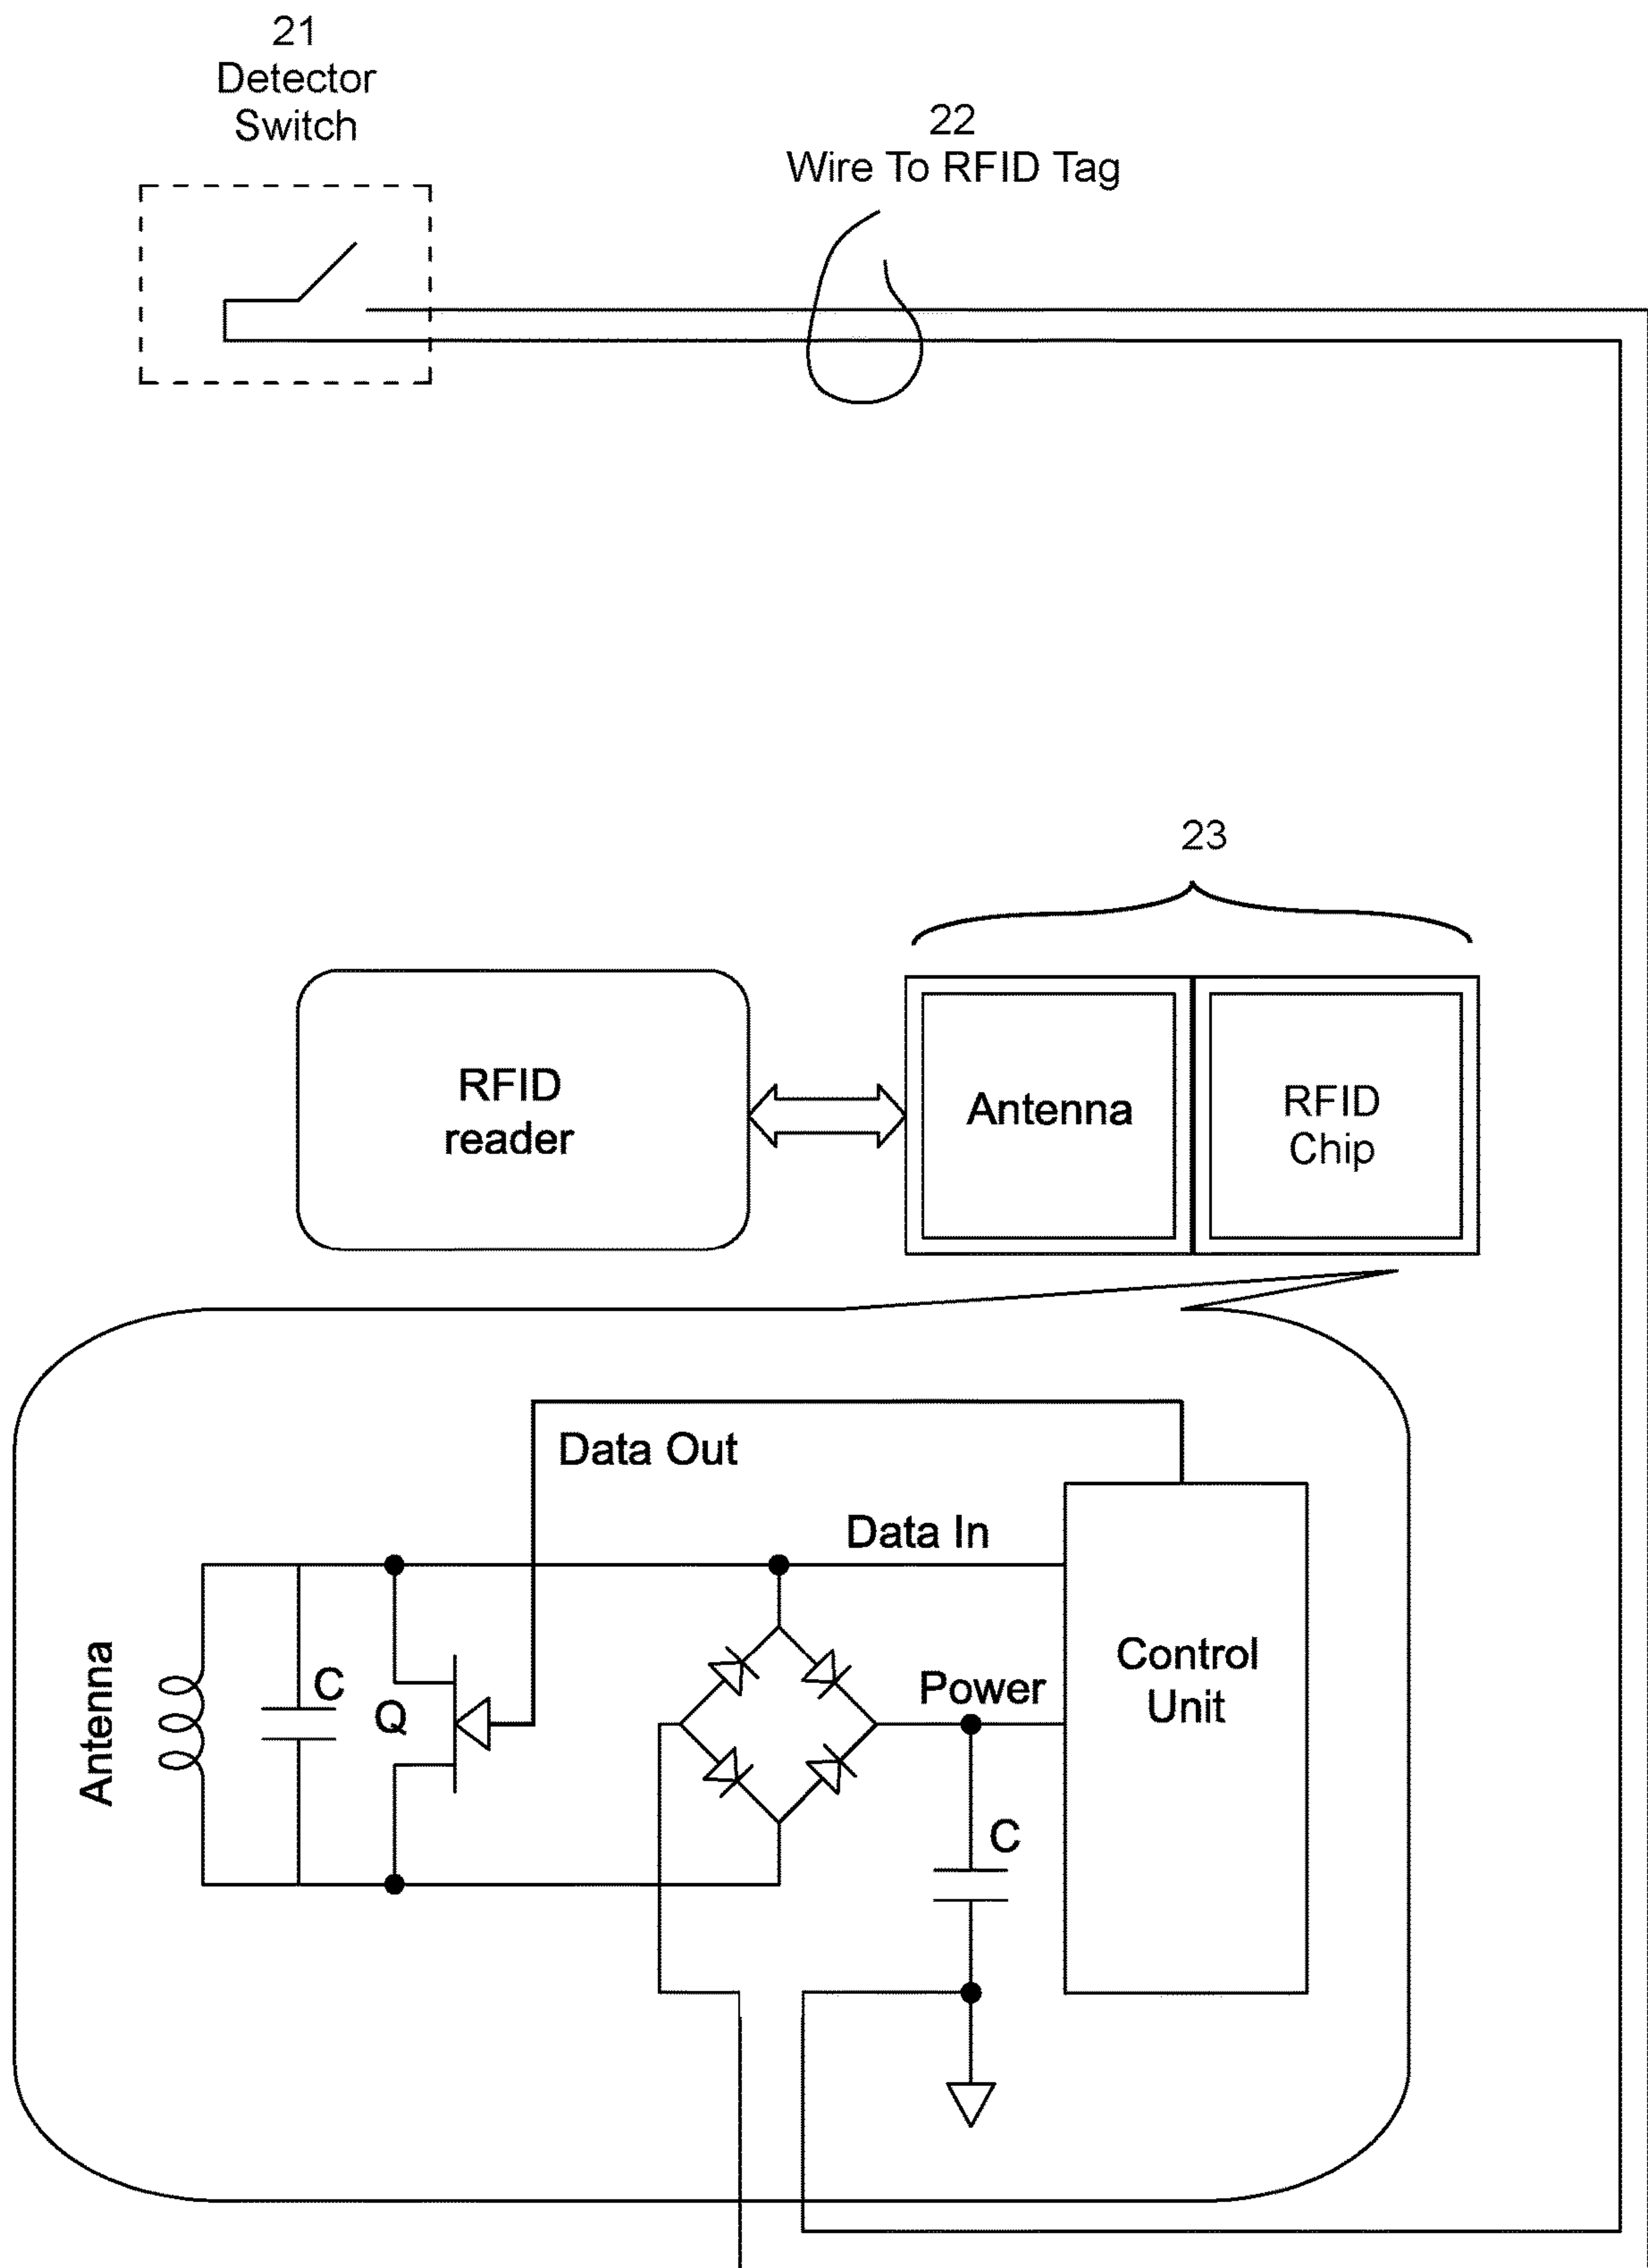 21
Detector
Switch
22
Wire To RFID Tag
23
RFID
reader
Antenna
RFID
Chip
Data Out
Data In
Antenna
C
Q
Power
Control
Unit
C